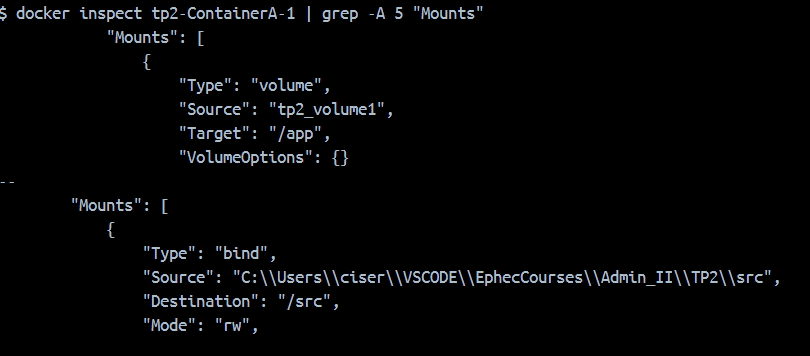 $ docker inspect tp2-ContainerA-1 | grep -A 5 "Mounts"
            "Mounts": [
                {
                    "Type": "volume",
                    "Source": "tp2_volume1",
                    "Target": "/app",
                    "VolumeOptions": {}
--
        "Mounts": [
            {
                "Type": "bind",
                "Source": "C:\\Users\\ciser\\VSCODE\\EphecCourses\\Admin_II\\TP2\\src",
                "Destination": "/src",
                "Mode": "rw",